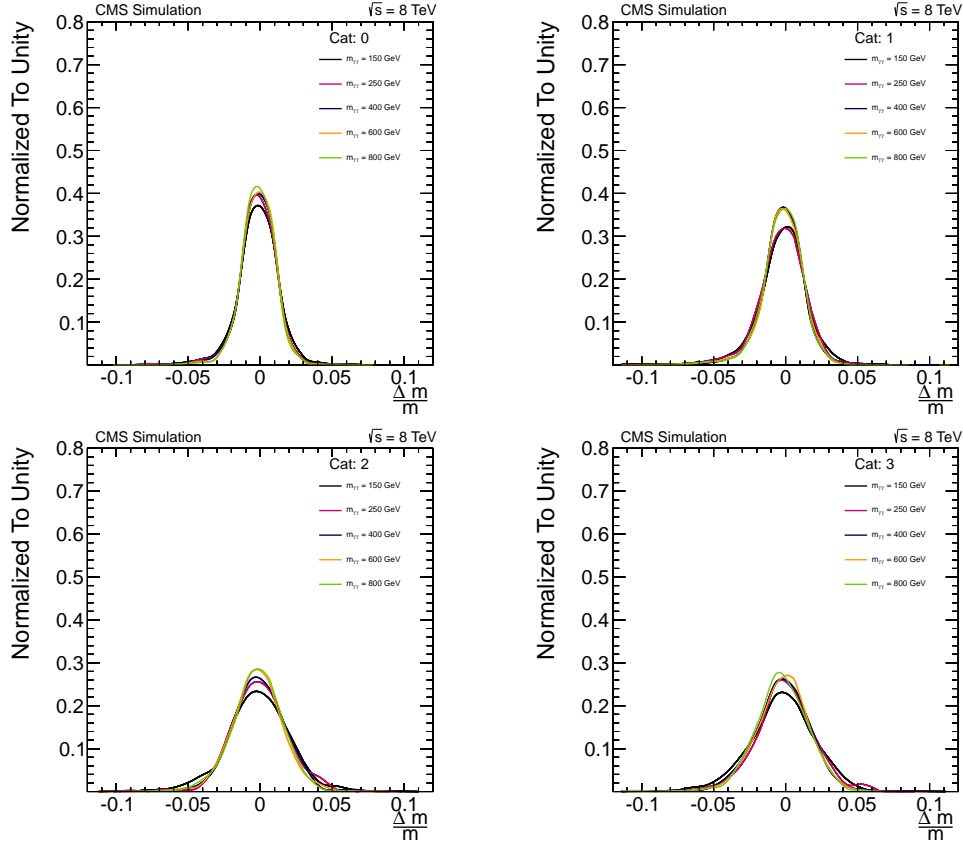 CMS Simulation √s = 8 TeV
Cat: 0
Normalized To Unity
0.8
0.7
0.6
0.5
0.4
0.3
0.2
0.1
m_γγ = 150 GeV
m_γγ = 250 GeV
m_γγ = 400 GeV
m_γγ = 600 GeV
m_γγ = 800 GeV
-0.1 -0.05 0 0.05 0.1
Δ m
m
CMS Simulation √s = 8 TeV
Cat: 1
Normalized To Unity
0.8
0.7
0.6
0.5
0.4
0.3
0.2
0.1
m_γγ = 150 GeV
m_γγ = 250 GeV
m_γγ = 400 GeV
m_γγ = 600 GeV
m_γγ = 800 GeV
-0.1 -0.05 0 0.05 0.1
Δ m
m
CMS Simulation √s = 8 TeV
Cat: 2
Normalized To Unity
0.8
0.7
0.6
0.5
0.4
0.3
0.2
0.1
m_γγ = 150 GeV
m_γγ = 250 GeV
m_γγ = 400 GeV
m_γγ = 600 GeV
m_γγ = 800 GeV
-0.1 -0.05 0 0.05 0.1
Δ m
m
CMS Simulation √s = 8 TeV
Cat: 3
Normalized To Unity
0.8
0.7
0.6
0.5
0.4
0.3
0.2
0.1
m_γγ = 150 GeV
m_γγ = 250 GeV
m_γγ = 400 GeV
m_γγ = 600 GeV
m_γγ = 800 GeV
-0.1 -0.05 0 0.05 0.1
Δ m
m